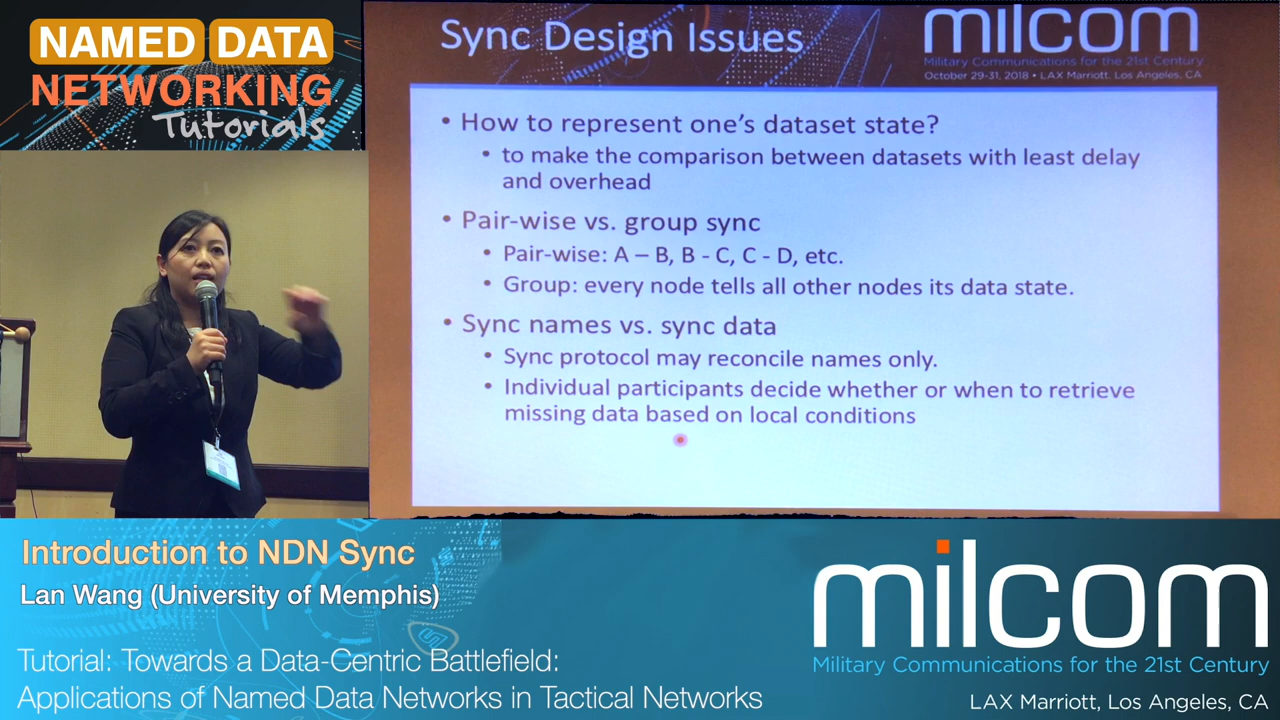 NAMED DATA
NETWORKING
Tutorials
Sync Design Issues
milcom
Military Communications for the 21st Century
October 29-31, 2018 • LAX Marriott, Los Angeles, CA
• How to represent one's dataset state?
• to make the comparison between datasets with least delay
and overhead
• Pair-wise vs. group sync
• Pair-wise: A – B, B - C, C - D, etc.
• Group: every node tells all other nodes its data state.
• Sync names vs. sync data
• Sync protocol may reconcile names only.
• Individual participants decide whether or when to retrieve
missing data based on local conditions
Introduction to NDN Sync
Lan Wang (University of Memphis)
Tutorial: Towards a Data-Centric Battlefield:
Applications of Named Data Networks in Tactical Networks
milcom
Military Communications for the 21st Century
LAX Marriott, Los Angeles, CA